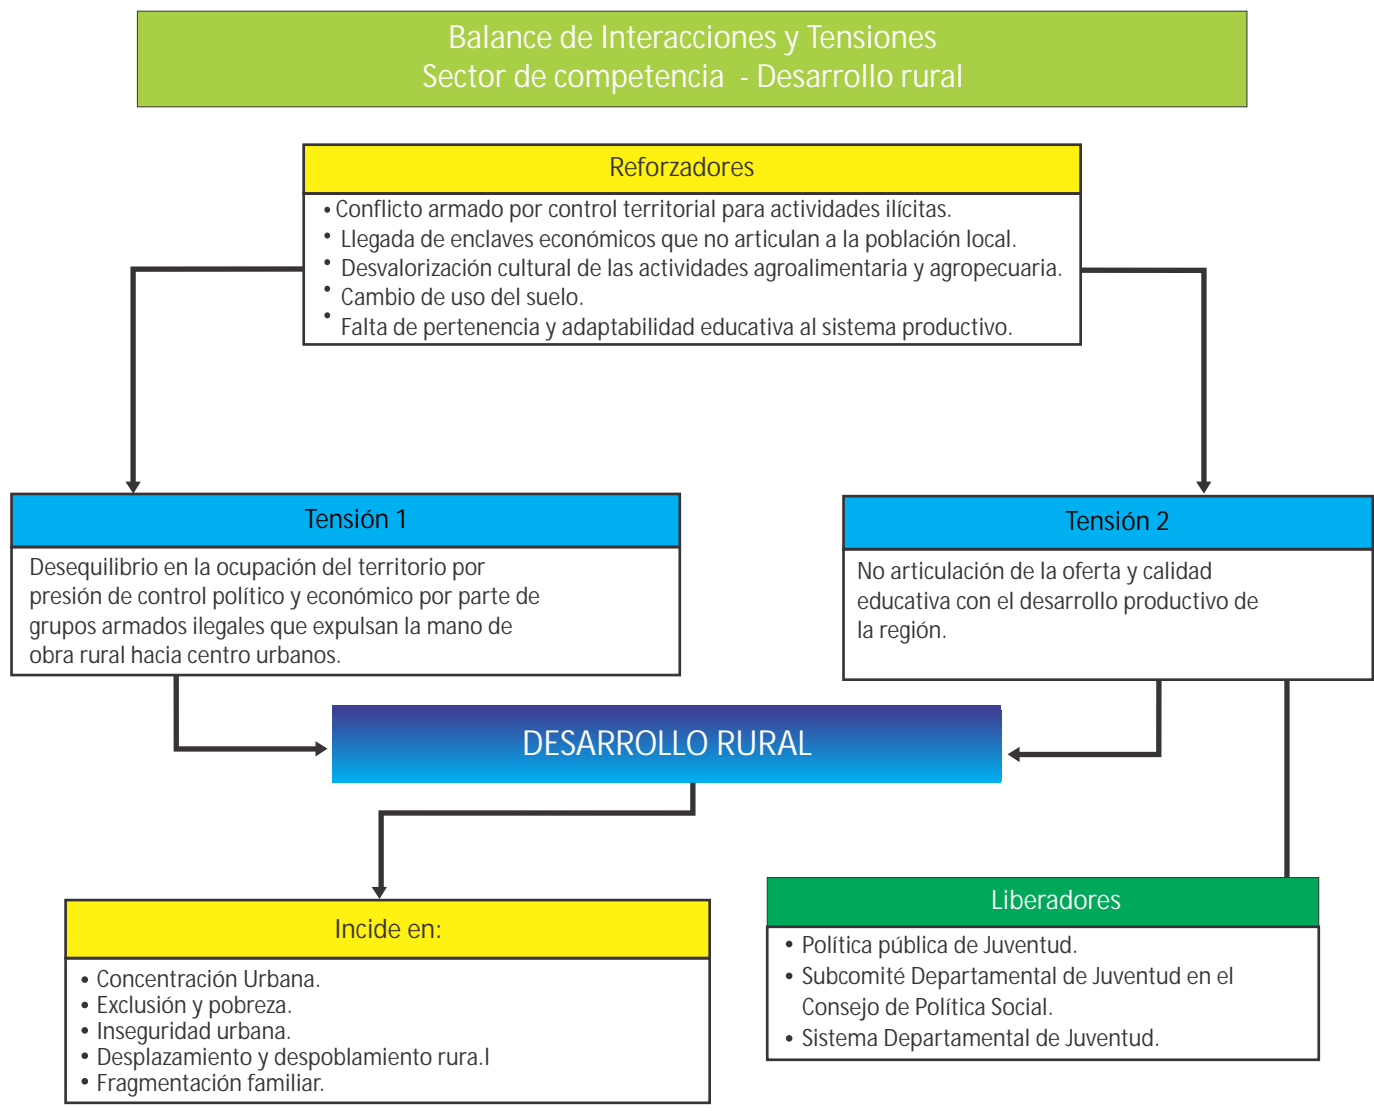 Balance de Interacciones y Tensiones
Sector de competencia - Desarrollo rural
Reforzadores
• Conflicto armado por control territorial para actividades ilícitas.
• Llegada de enclaves económicos que no articulan a la población local.
• Desvalorización cultural de las actividades agroalimentaria y agropecuaria.
• Cambio de uso del suelo.
• Falta de pertenencia y adaptabilidad educativa al sistema productivo.
Tensión 1
Desequilibrio en la ocupación del territorio por
presión de control político y económico por parte de
grupos armados ilegales que expulsan la mano de
obra rural hacia centro urbanos.
Tensión 2
No articulación de la oferta y calidad
educativa con el desarrollo productivo de
la región.
DESARROLLO RURAL
Incide en:
• Concentración Urbana.
• Exclusión y pobreza.
• Inseguridad urbana.
• Desplazamiento y despoblamiento rura.l
• Fragmentación familiar.
Liberadores
• Política pública de Juventud.
• Subcomité Departamental de Juventud en el
Consejo de Política Social.
• Sistema Departamental de Juventud.